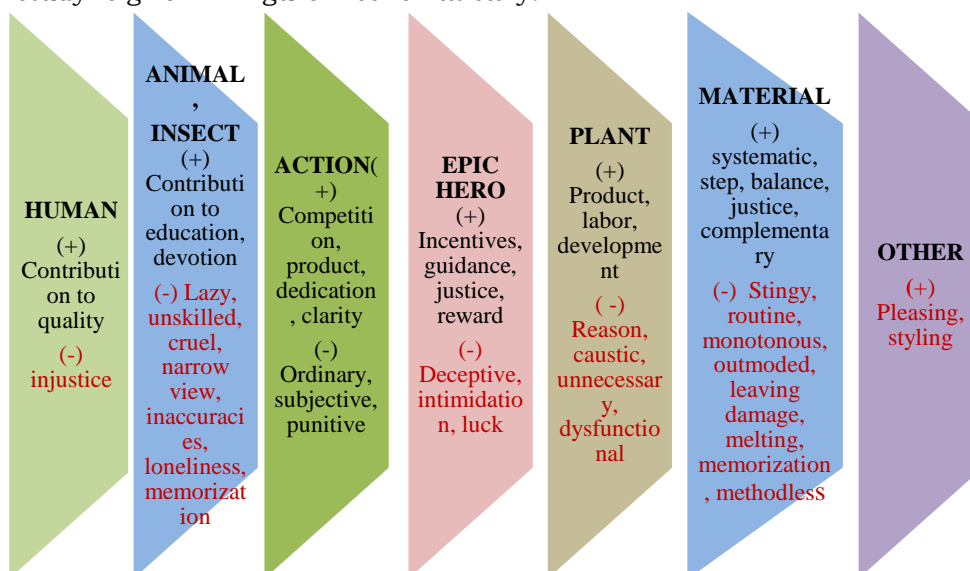 HUMAN
(+)
Contributi
on to
quality
(-)
injustice
ANIMAL
,
INSECT
(+)
Contributi
on to
education,
devotion
(-) Lazy,
unskilled,
cruel,
narrow
view,
inaccuraci
es,
loneliness,
memorizat
ion
ACTION(
+)
Competiti
on,
product,
dedication
, clarity
(-)
Ordinary,
subjective,
punitive
EPIC
HERO
(+)
Incentives,
guidance,
justice,
reward
(-)
Deceptive,
intimidatio
n, luck
PLANT
(+)
Product,
labor,
developme
nt
( -)
Reason,
caustic,
unnecessar
y,
dysfunctio
nal
MATERIAL
(+)
systematic,
step, balance,
justice,
complementa
ry
(-) Stingy,
routine,
monotonous,
outmoded,
leaving
damage,
melting,
memorization
, methodless
OTHER
(+)
Pleasing,
styling